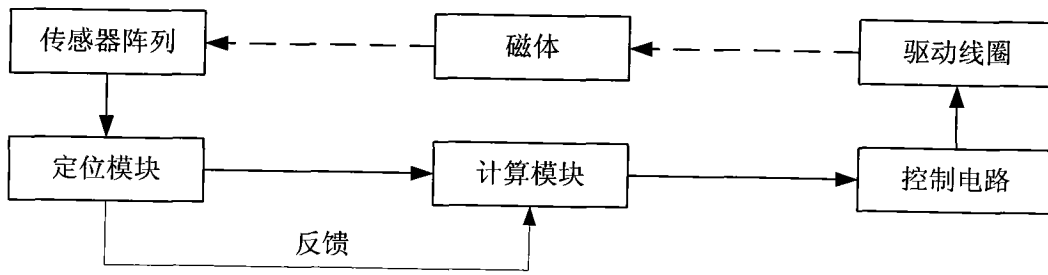 传感器阵列
磁体
驱动线圈
定位模块
计算模块
控制电路
反馈